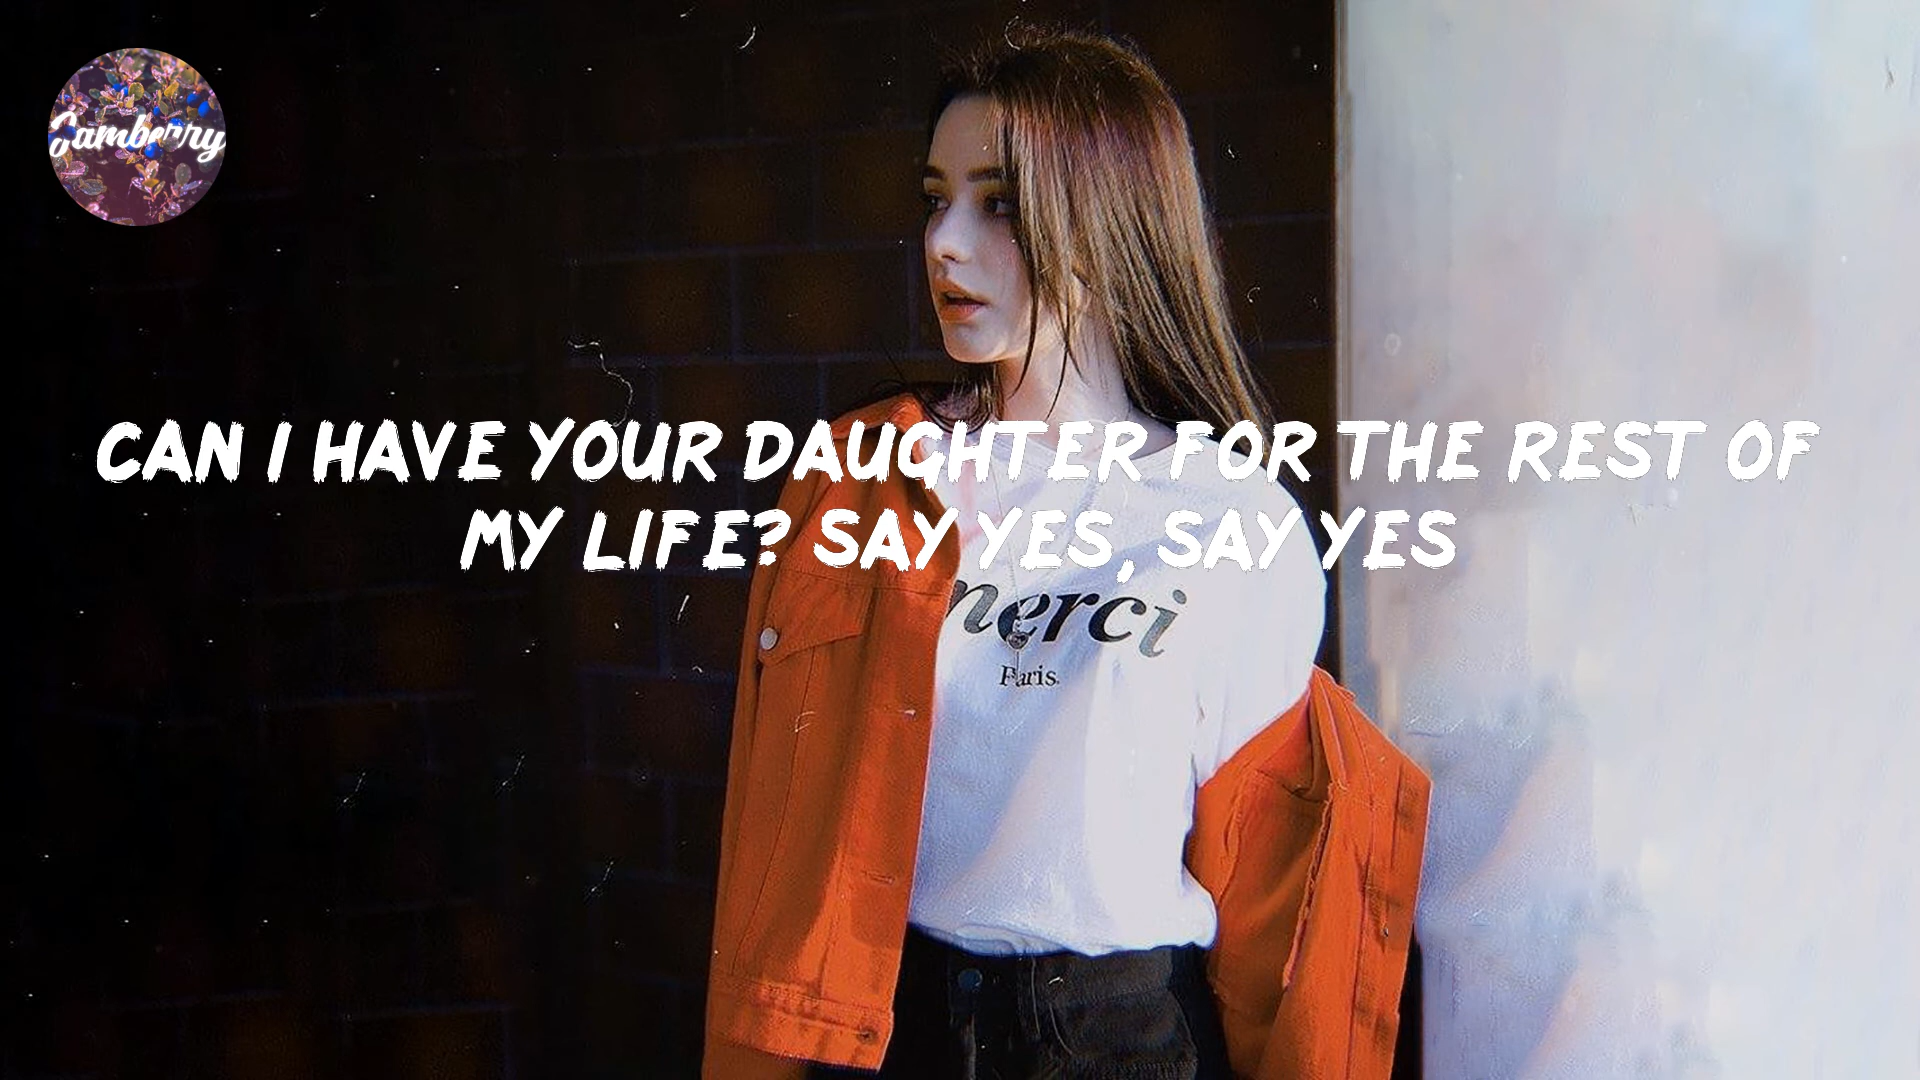 Camberry
CAN I HAVE YOUR DAUGHTER FOR THE REST OF
MY LIFE? SAY YES, SAY YES
merci
Paris.